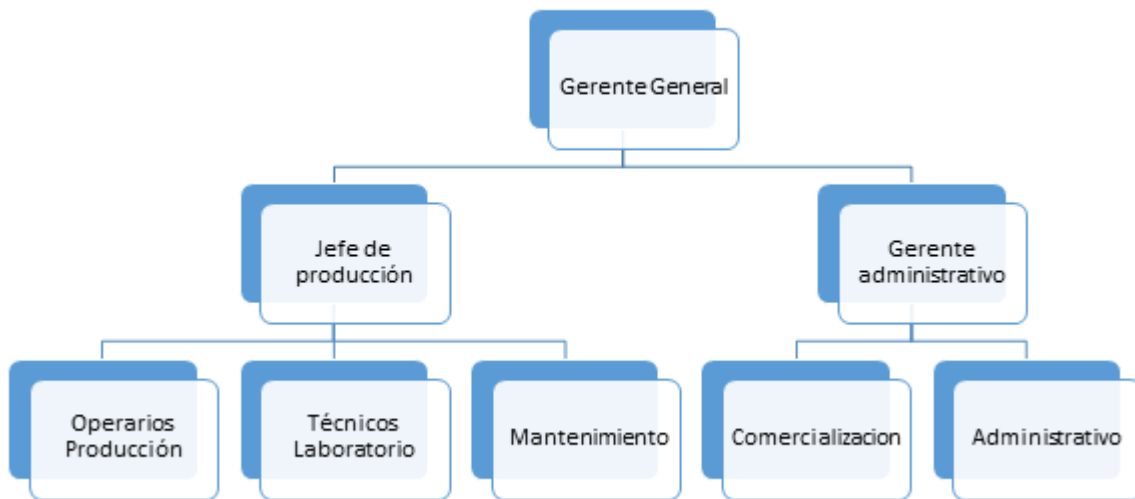 Gerente General
Jefe de
producción
Gerente
administrativo
Operarios
Producción
Técnicos
Laboratorio
Mantenimiento
Comercializacion
Administrativo